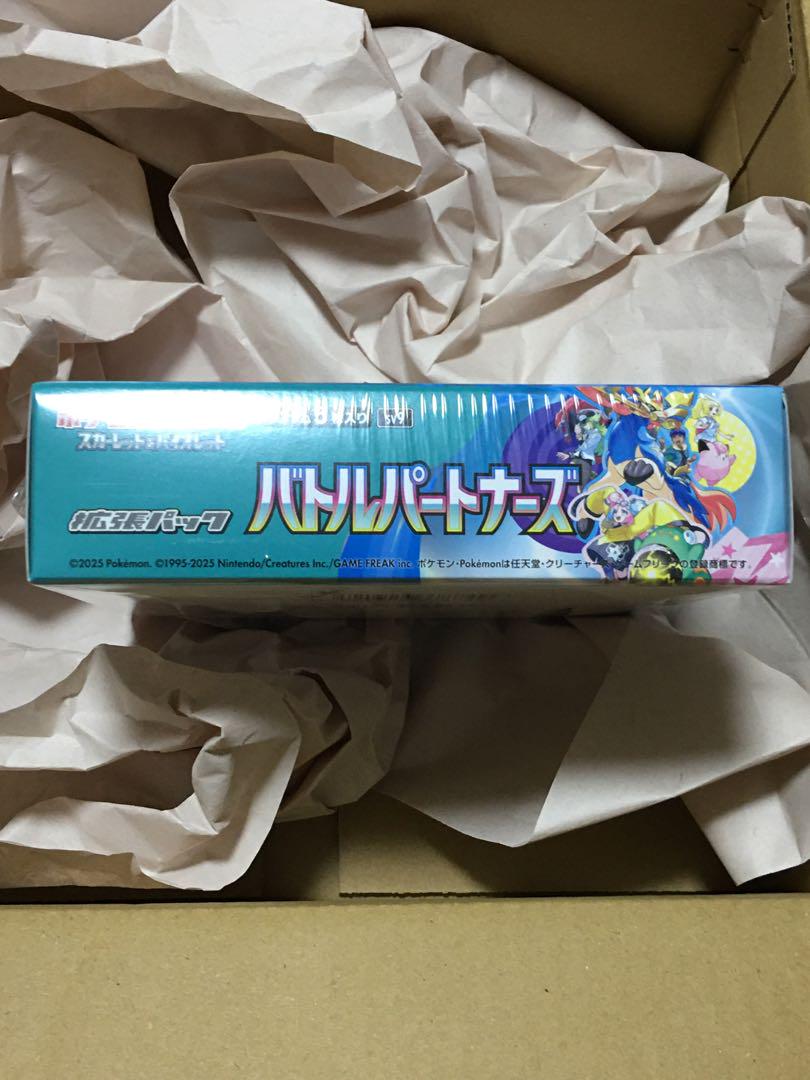 スカーレット&バイオレット
sv9
拡張パック
バトルパートナーズ
©2025 Pokémon. ©1995-2025 Nintendo/Creatures Inc./GAME FREAK inc. ポケモン・Pokémonは任天堂・クリーチャーズ・ゲームフリークの登録商標です。